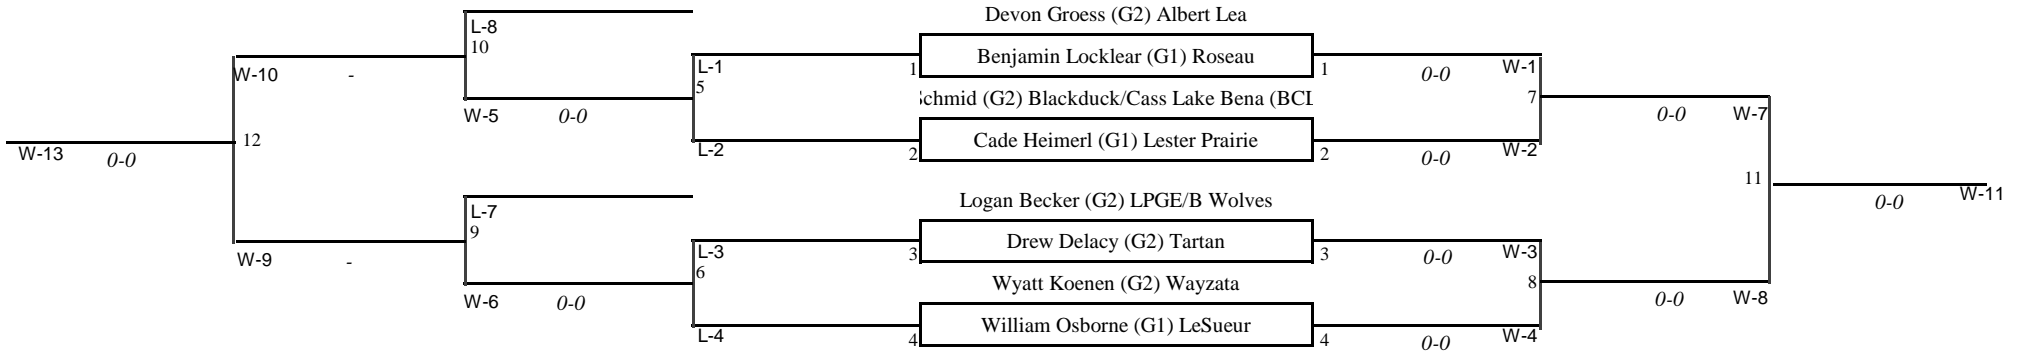 Devon Groess (G2) Albert Lea
L-8
10
Benjamin Locklear (G1) Roseau
W-10 -
L-1 1 1 0-0 W-1
5
Schmid (G2) Blackduck/Cass Lake Bena (BCL
7
W-5 0-0
0-0 W-7
12
Cade Heimerl (G1) Lester Prairie
W-13 0-0
L-2 2 2 0-0 W-2
11
Logan Becker (G2) LPGE/B Wolves
W-11
0-0
L-7
9
Drew Delacy (G2) Tartan
W-9 -
L-3 3 3 0-0 W-3
6
Wyatt Koenen (G2) Wayzata
8
W-6 0-0
0-0 W-8
William Osborne (G1) LeSueur
L-4 4 4 0-0 W-4